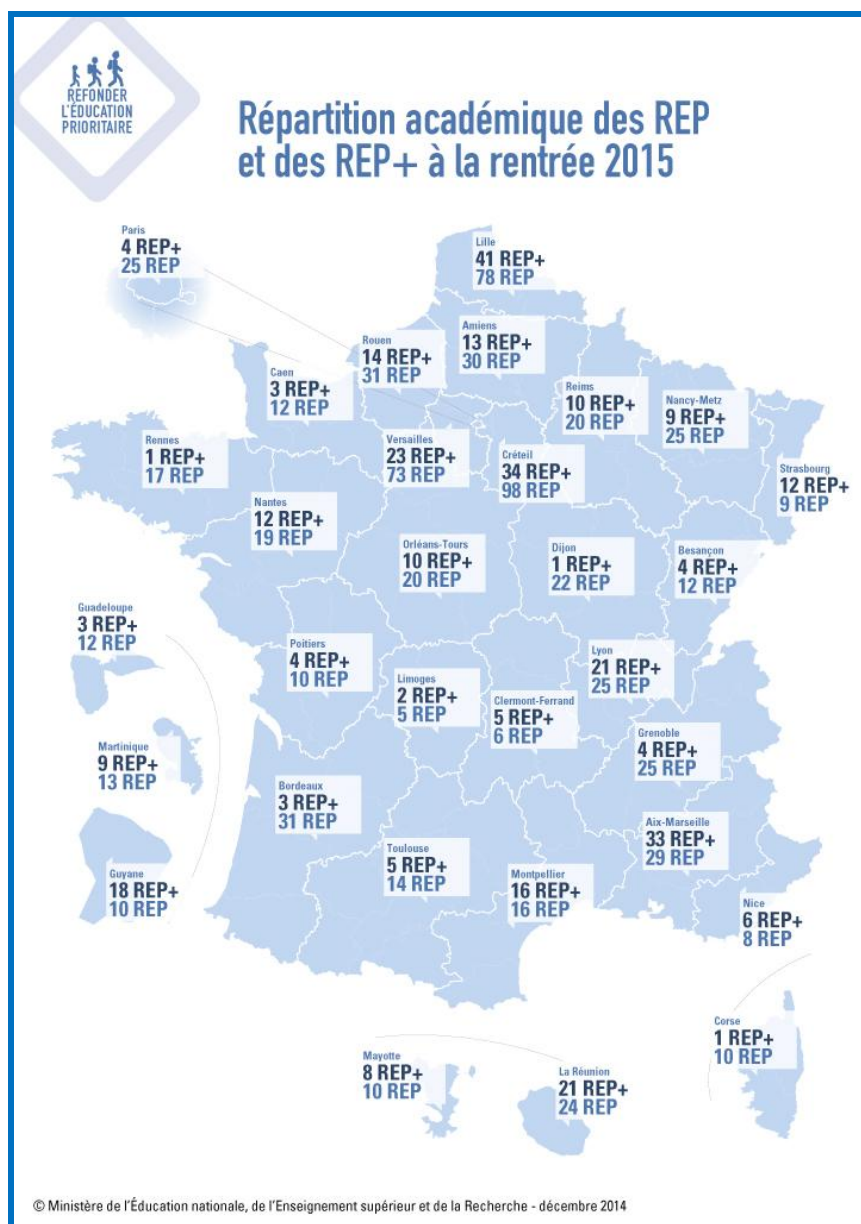 REFONDER
L'ÉDUCATION
PRIORITAIRE
Répartition académique des REP
et des REP+ à la rentrée 2015
Paris
4 REP+
25 REP
Lille
41 REP+
78 REP
Rouen
14 REP+
31 REP
Amiens
13 REP+
30 REP
Caen
3 REP+
12 REP
Reims
10 REP+
20 REP
Nancy-Metz
9 REP+
25 REP
Rennes
1 REP+
17 REP
Versailles
23 REP+
73 REP
Créteil
34 REP+
98 REP
Strasbourg
12 REP+
9 REP
Nantes
12 REP+
19 REP
Orléans-Tours
10 REP+
20 REP
Dijon
1 REP+
22 REP
Besançon
4 REP+
12 REP
Guadeloupe
3 REP+
12 REP
Poitiers
4 REP+
10 REP
Limoges
2 REP+
5 REP
Clermont-Ferrand
5 REP+
6 REP
Lyon
21 REP+
25 REP
Martinique
9 REP+
13 REP
Grenoble
4 REP+
25 REP
Bordeaux
3 REP+
31 REP
Aix-Marseille
33 REP+
29 REP
Guyane
18 REP+
10 REP
Toulouse
5 REP+
14 REP
Montpellier
16 REP+
16 REP
Nice
6 REP+
8 REP
Corse
1 REP+
10 REP
Mayotte
8 REP+
10 REP
La Réunion
21 REP+
24 REP
© Ministère de l'Éducation nationale, de l'Enseignement supérieur et de la Recherche - décembre 2014